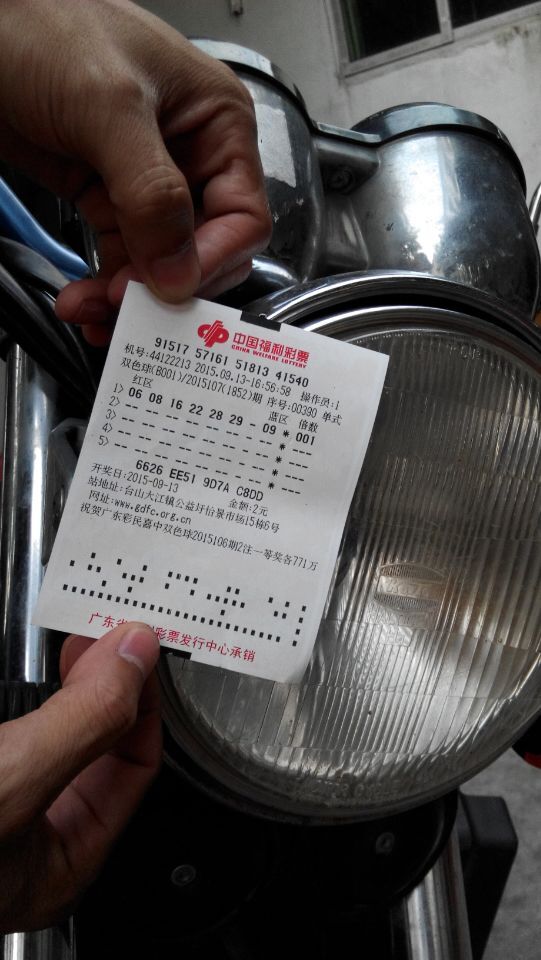 中国福利彩票
CHINA WELFARE LOTTERY
91517 57161 51813 41540
机号:44122213 2015.09.13-16:56:58 操作员:1
双色球(B001)/2015107(1852)期 序号:00390 单式
红区 蓝区 倍数
1> 06 08 16 22 28 29 - 09 * 001
2> -- -- -- -- -- -- - -- * ---
3> -- -- -- -- -- -- - -- * ---
4> -- -- -- -- -- -- - -- * ---
5> -- -- -- -- -- -- - -- * ---
6626 EE51 9D7A C8DD
开奖日:2015-09-13 金额:2元
站地址:台山大江镇公益圩怡景市场15栋6号
网址:www.gdfc.org.cn
祝贺广东彩民嘉中双色球2015106期2注一等奖各771万
广东 彩票发行中心承销